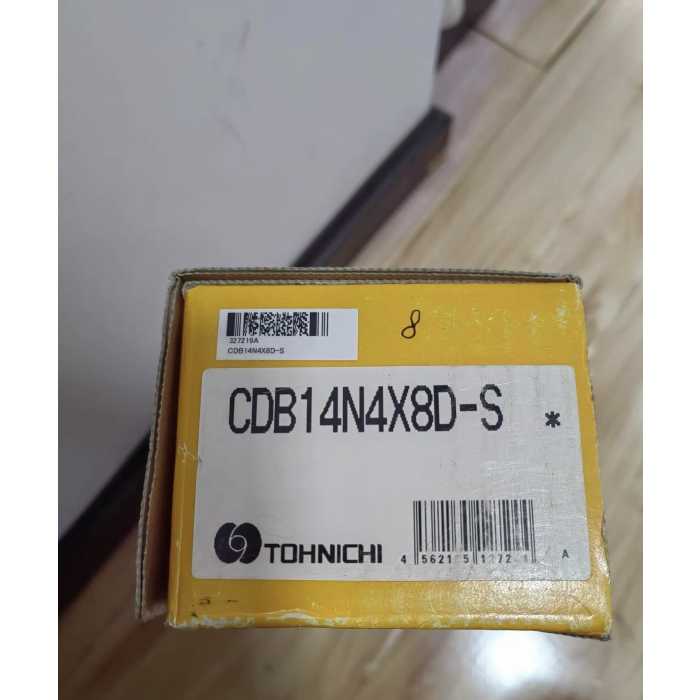 327219A
CDB14N4X8D-S
8
CDB14N4X8D-S *
TOHNICHI
A